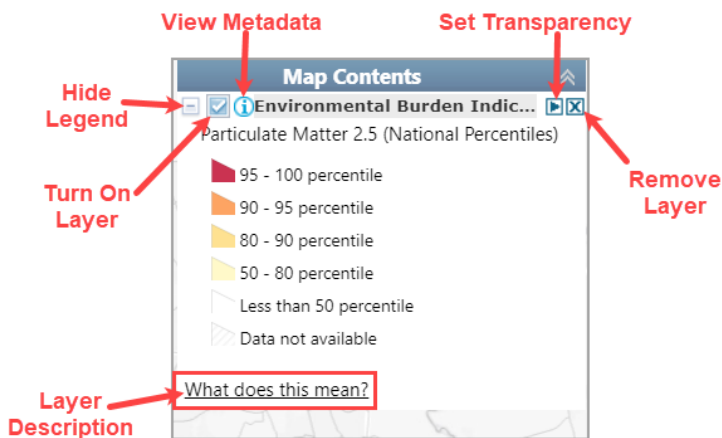 View Metadata
Set Transparency
Map Contents
Hide
Legend
Environmental Burden Indic...
Particulate Matter 2.5 (National Percentiles)
95 - 100 percentile
Turn On
Layer
Remove
Layer
90 - 95 percentile
80 - 90 percentile
50 - 80 percentile
Less than 50 percentile
Data not available
What does this mean?
Layer
Description